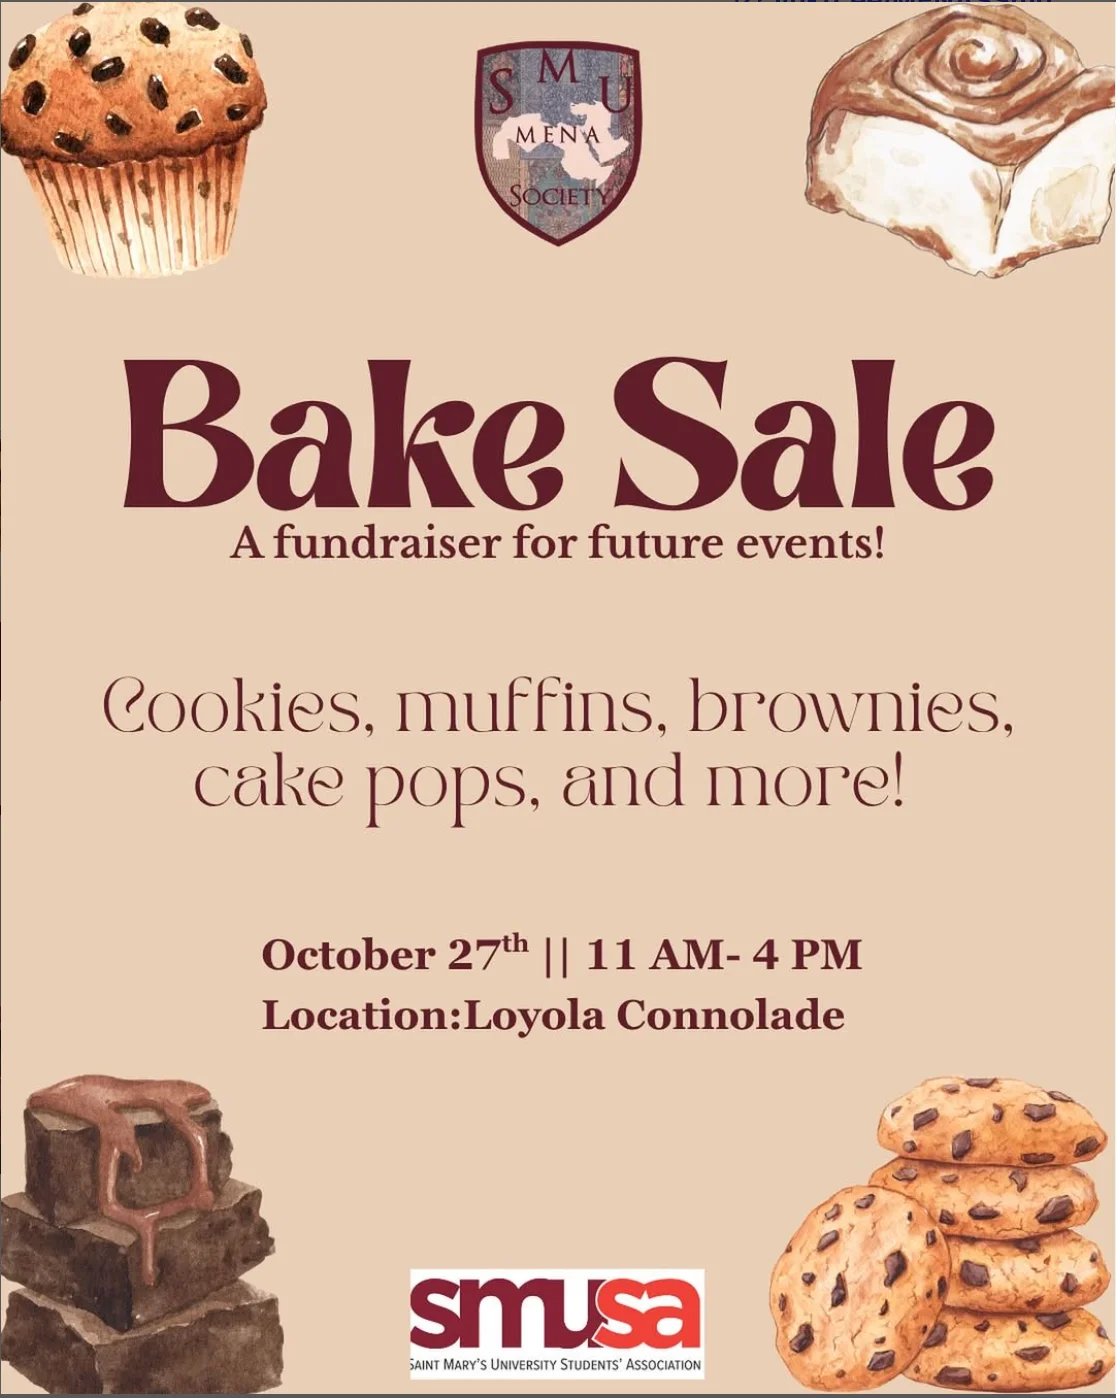 S M U
MENA
SOCIETY
Bake Sale
A fundraiser for future events!
Cookies, muffins, brownies,
cake pops, and more!
October 27th || 11 AM- 4 PM
Location:Loyola Connolade
smusa
SAINT MARY'S UNIVERSITY STUDENTS' ASSOCIATION